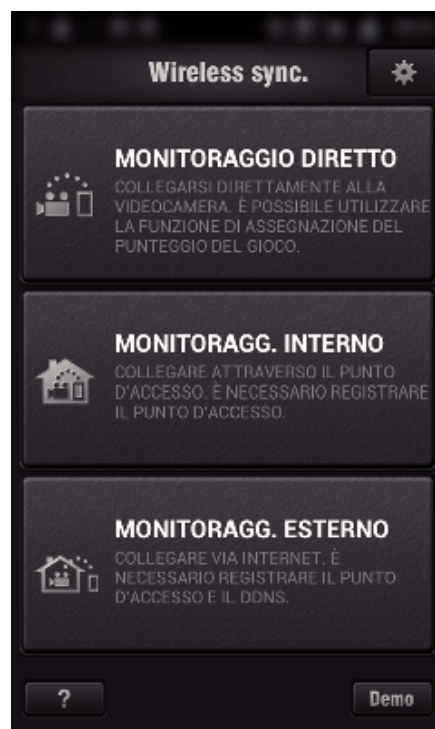 Wireless sync.
MONITORAGGIO DIRETTO
COLLEGARSI DIRETTAMENTE ALLA
VIDEOCAMERA. È POSSIBILE UTILIZZARE
LA FUNZIONE DI ASSEGNAZIONE DEL
PUNTEGGIO DEL GIOCO.
MONITORAGG. INTERNO
COLLEGARE ATTRAVERSO IL PUNTO
D'ACCESSO. È NECESSARIO REGISTRARE
IL PUNTO D'ACCESSO.
MONITORAGG. ESTERNO
COLLEGARE VIA INTERNET. È
NECESSARIO REGISTRARE IL PUNTO
D'ACCESSO E IL DDNS.
? Demo